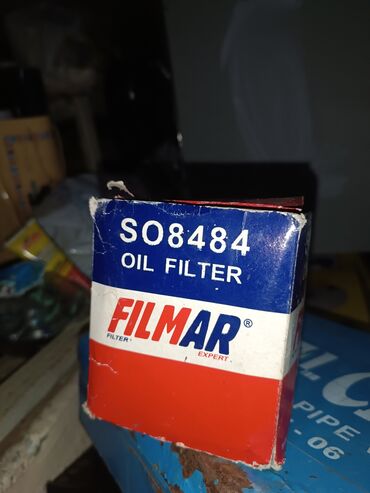 SO8484
OIL FILTER
FILMAR®
FILTER
EXPERT
PIPE
06